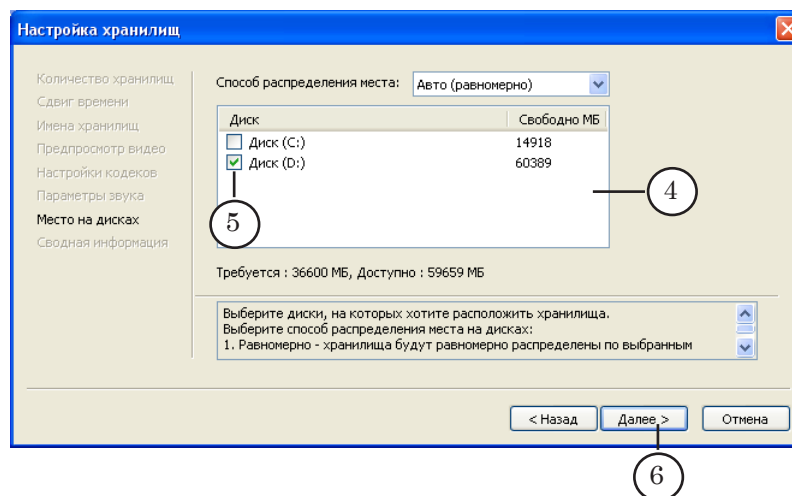 Настройка хранилищ
Количество хранилищ
Сдвиг времени
Имена хранилищ
Предпросмотр видео
Настройки кодеков
Параметры звука
Место на дисках
Сводная информация
Способ распределения места: Авто (равномерно)
Диск Свободно МБ
Диск (C:) 14918
Диск (D:) 60389
4
5
Требуется : 36600 МБ, Доступно : 59659 МБ
Выберите диски, на которых хотите расположить хранилища.
Выберите способ распределения места на дисках:
1. Равномерно - хранилища будут равномерно распределены по выбранным
< Назад Далее > Отмена
6